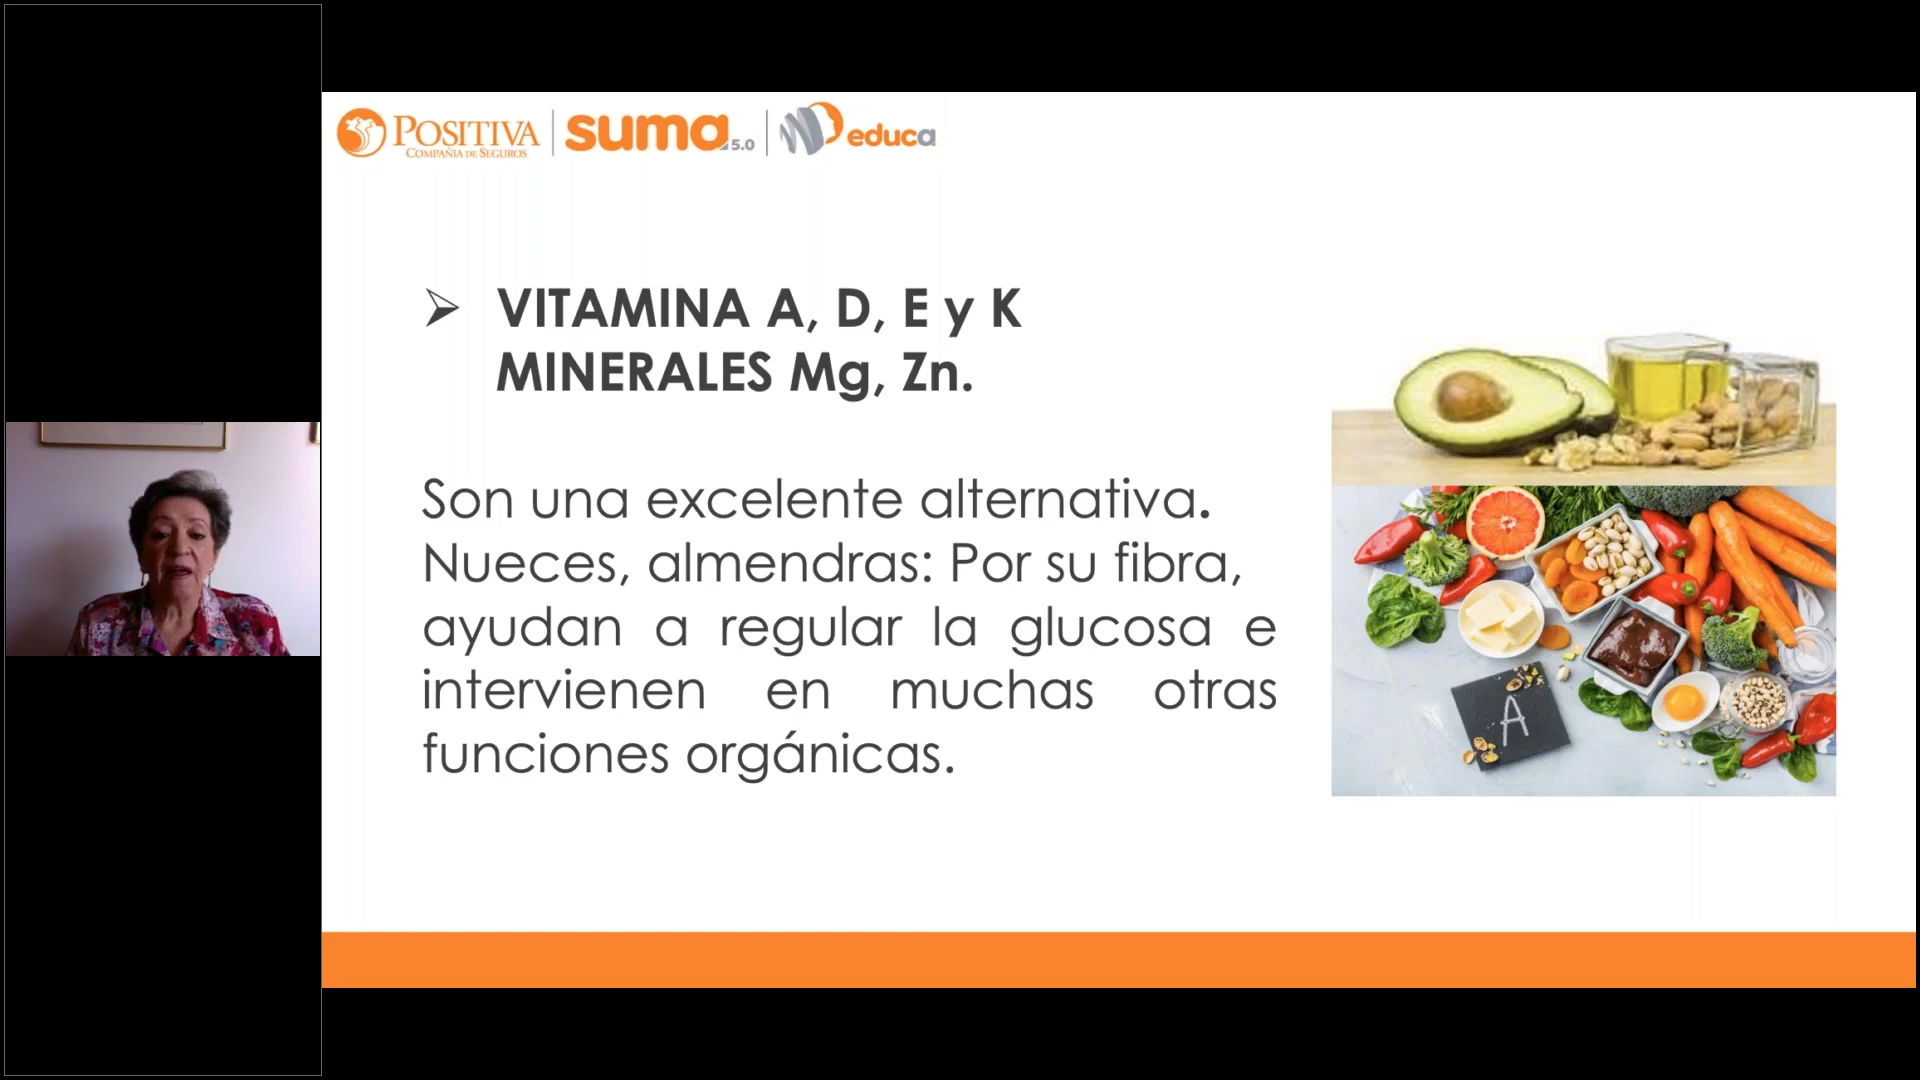 POSITIVA
COMPAÑIA DE SEGUROS
suma 5.0
educa
VITAMINA A, D, E y K
MINERALES Mg, Zn.
Son una excelente alternativa.
Nueces, almendras: Por su fibra,
ayudan a regular la glucosa e
intervienen en muchas otras
funciones orgánicas.
A